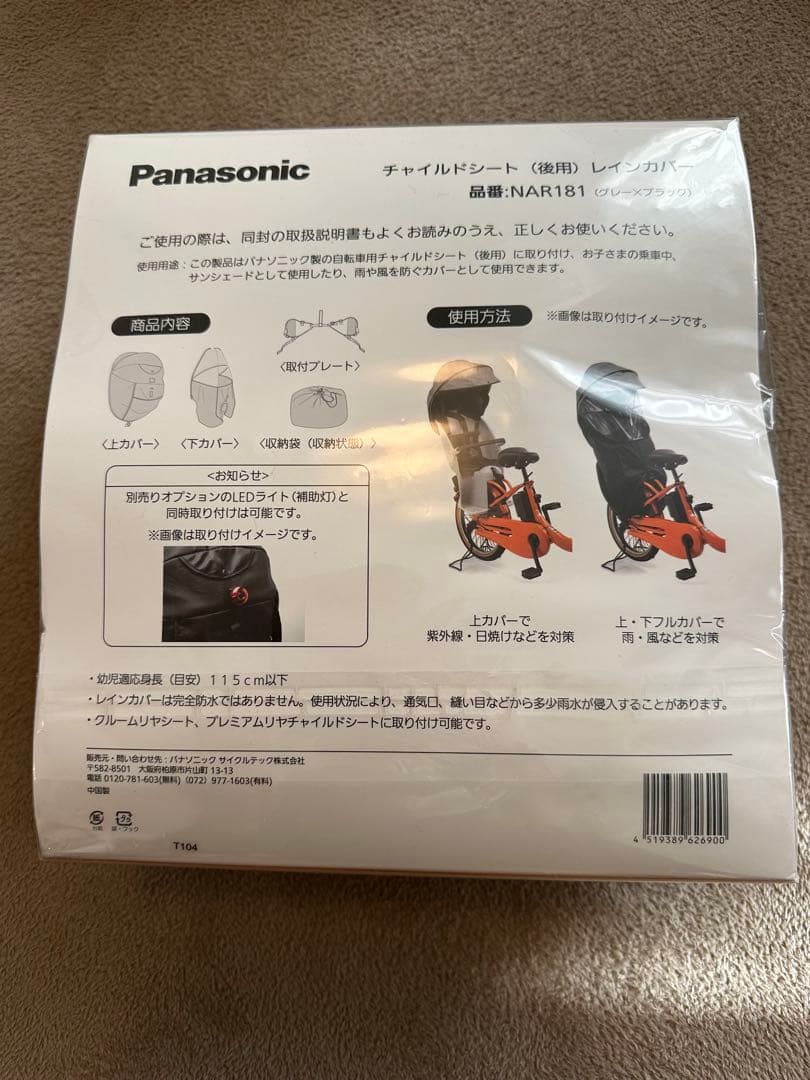 Panasonic
チャイルドシート（後用）レインカバー
品番:NAR181（グレー×ブラック）
ご使用の際は、同封の取扱説明書もよくお読みのうえ、正しくお使いください。
使用用途：この製品はパナソニック製の自転車用チャイルドシート（後用）に取り付け、お子さまの乗車中、
サンシェードとして使用したり、雨や風を防ぐカバーとして使用できます。
商品内容
〈取付プレート〉
〈上カバー〉 〈下カバー〉 〈収納袋（収納状態）〉
<お知らせ>
別売りオプションのLEDライト（補助灯）と
同時取り付けは可能です。
※画像は取り付けイメージです。
使用方法 ※画像は取り付けイメージです。
上カバーで
紫外線・日焼けなどを対策
上・下フルカバーで
雨・風などを対策
・幼児適応身長（目安）１１５cm以下
・レインカバーは完全防水ではありません。使用状況により、通気口、縫い目などから多少雨水が侵入することがあります。
・クルームリヤシート、プレミアムリヤチャイルドシートに取り付け可能です。
販売元・問い合わせ先：パナソニック サイクルテック株式会社
〒582-8501 大阪府柏原市片山町 13-13
電話 0120-781-603(無料)（072）977-1603(有料)
中国製
紙 プラ
台紙 袋・フック
T104
4 519389 626900